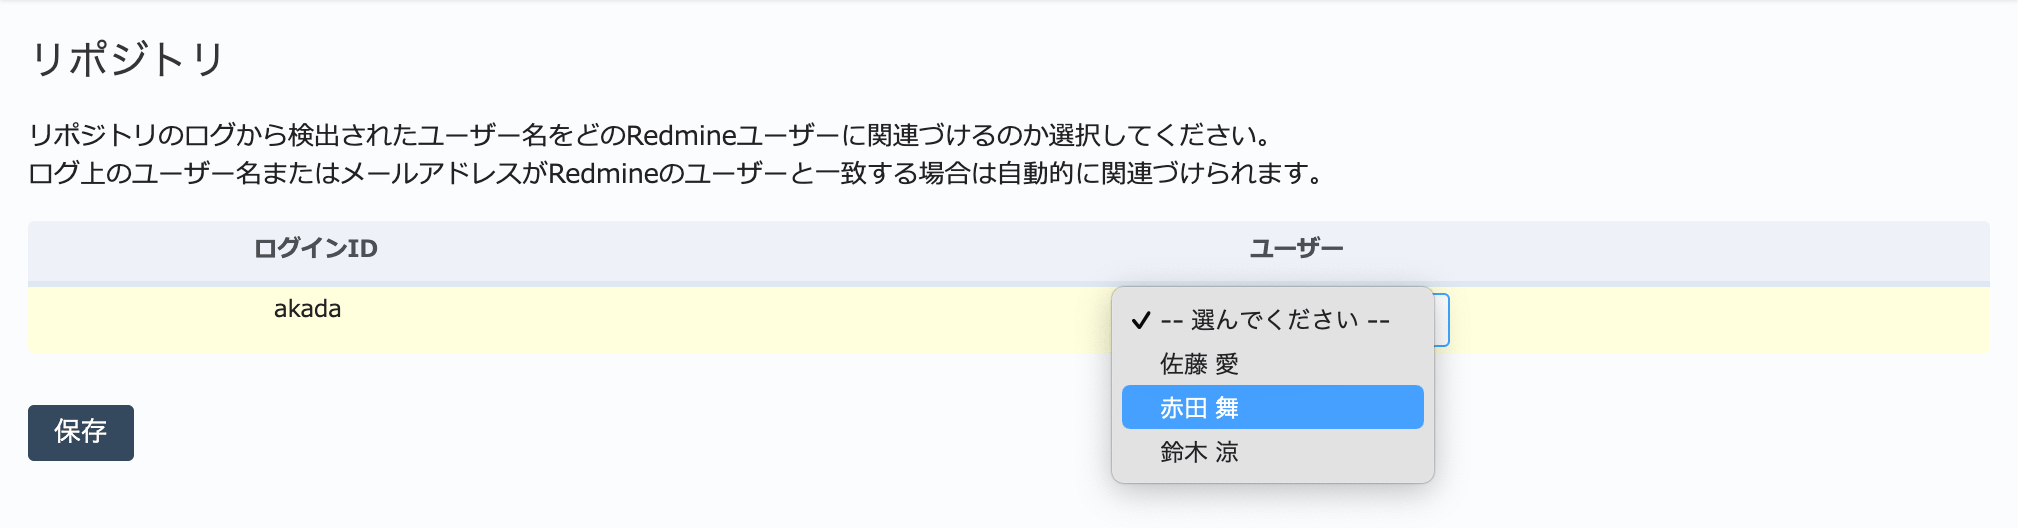 リポジトリ
リポジトリのログから検出されたユーザー名をどのRedmineユーザーに関連づけるのか選択してください。
ログ上のユーザー名またはメールアドレスがRedmineのユーザーと一致する場合は自動的に関連づけられます。
ログインID ユーザー
akada
✓ -- 選んでください --
佐藤 愛
赤田 舞
鈴木 涼
保存